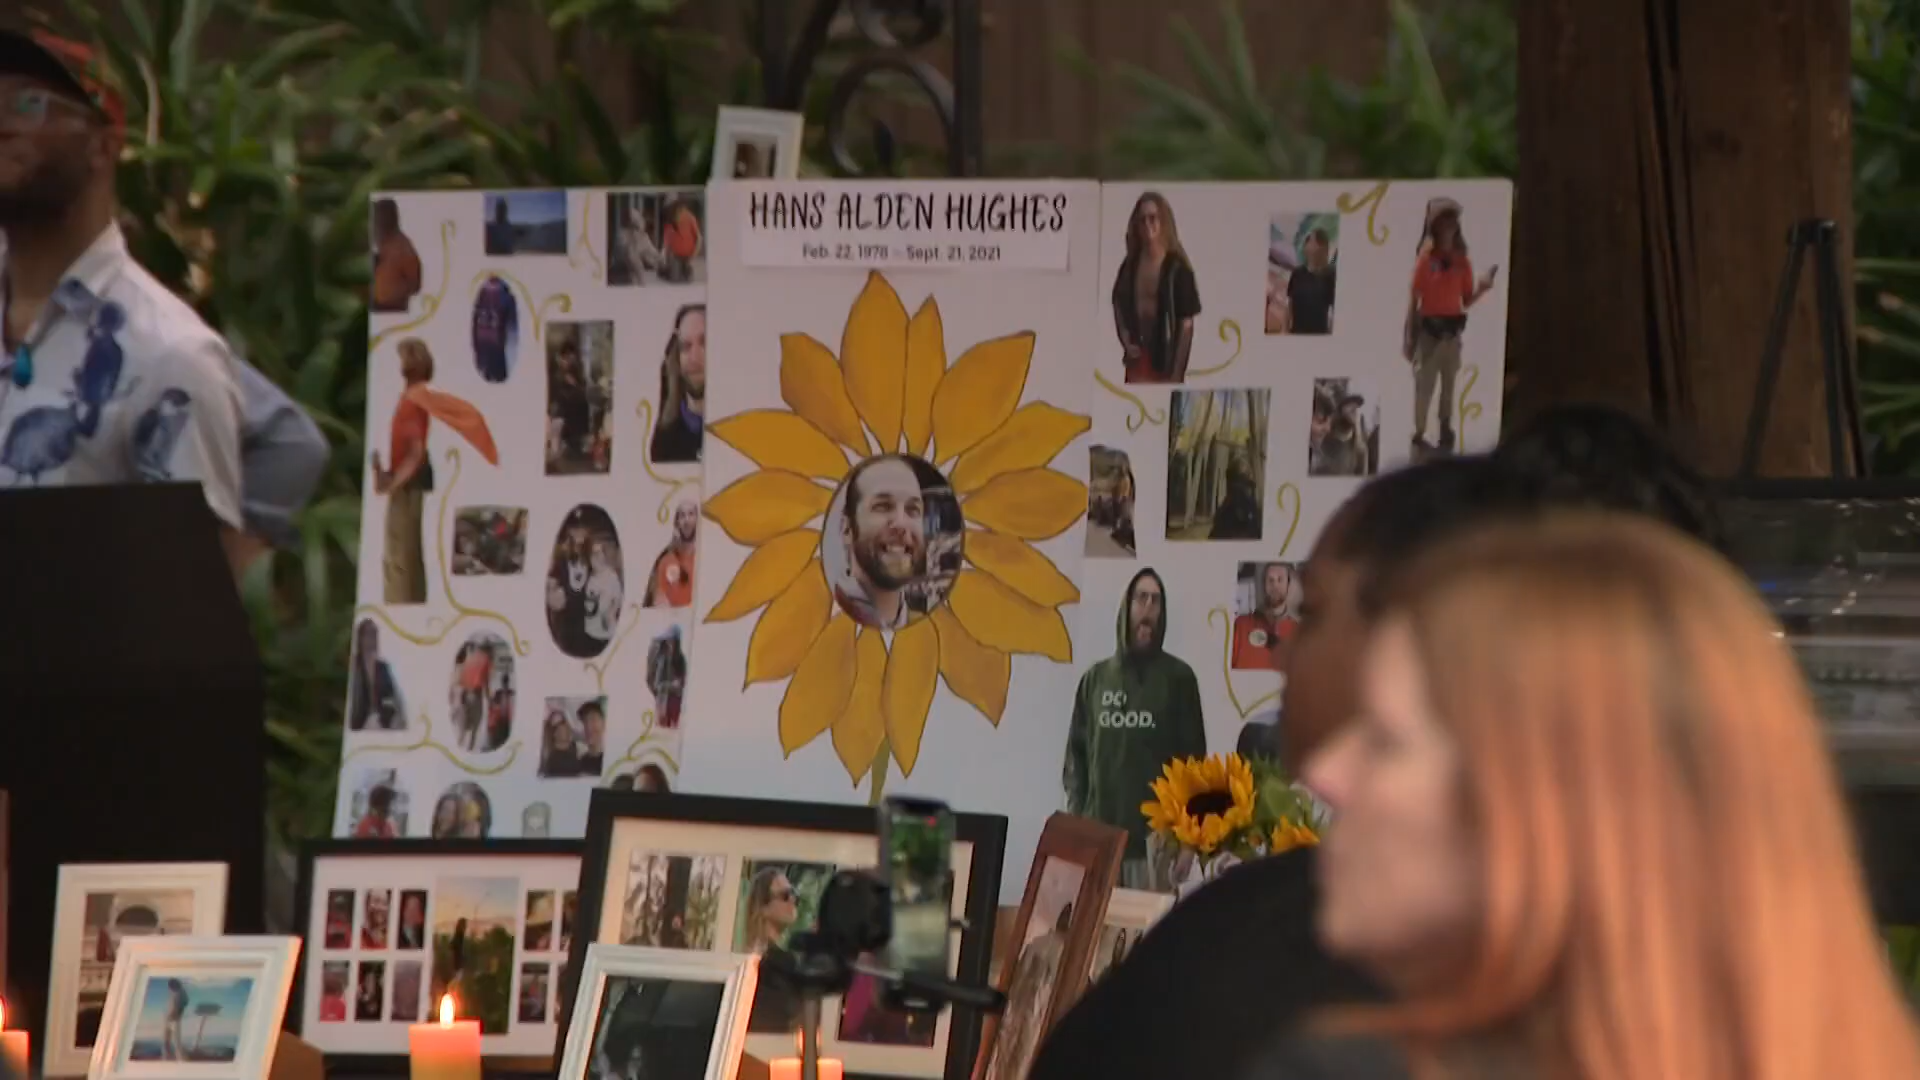 HANS ALDEN HUGHES
Feb. 22, 1978 - Sept. 21, 2021
DO
GOOD.